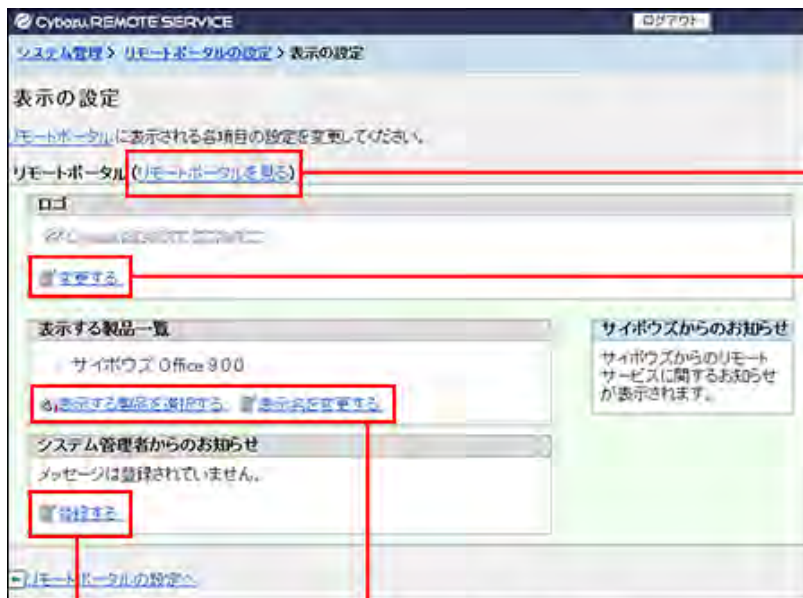 Cybozu REMOTE SERVICE
ログアウト
システム管理 > リモートポータルの設定 > 表示の設定
表示の設定
リモートポータルに表示される各項目の設定を変更してください。
リモートポータル (リモートポータルを見る)
ロゴ
変更する
表示する製品一覧
サイボウズからのお知らせ
サイボウズ Office 900
サイボウズからのリモート
サービスに関するお知らせ
が表示されます。
表示する製品を選択する 表示名を変更する
システム管理者からのお知らせ
メッセージは登録されていません。
登録する
リモートポータルの設定へ